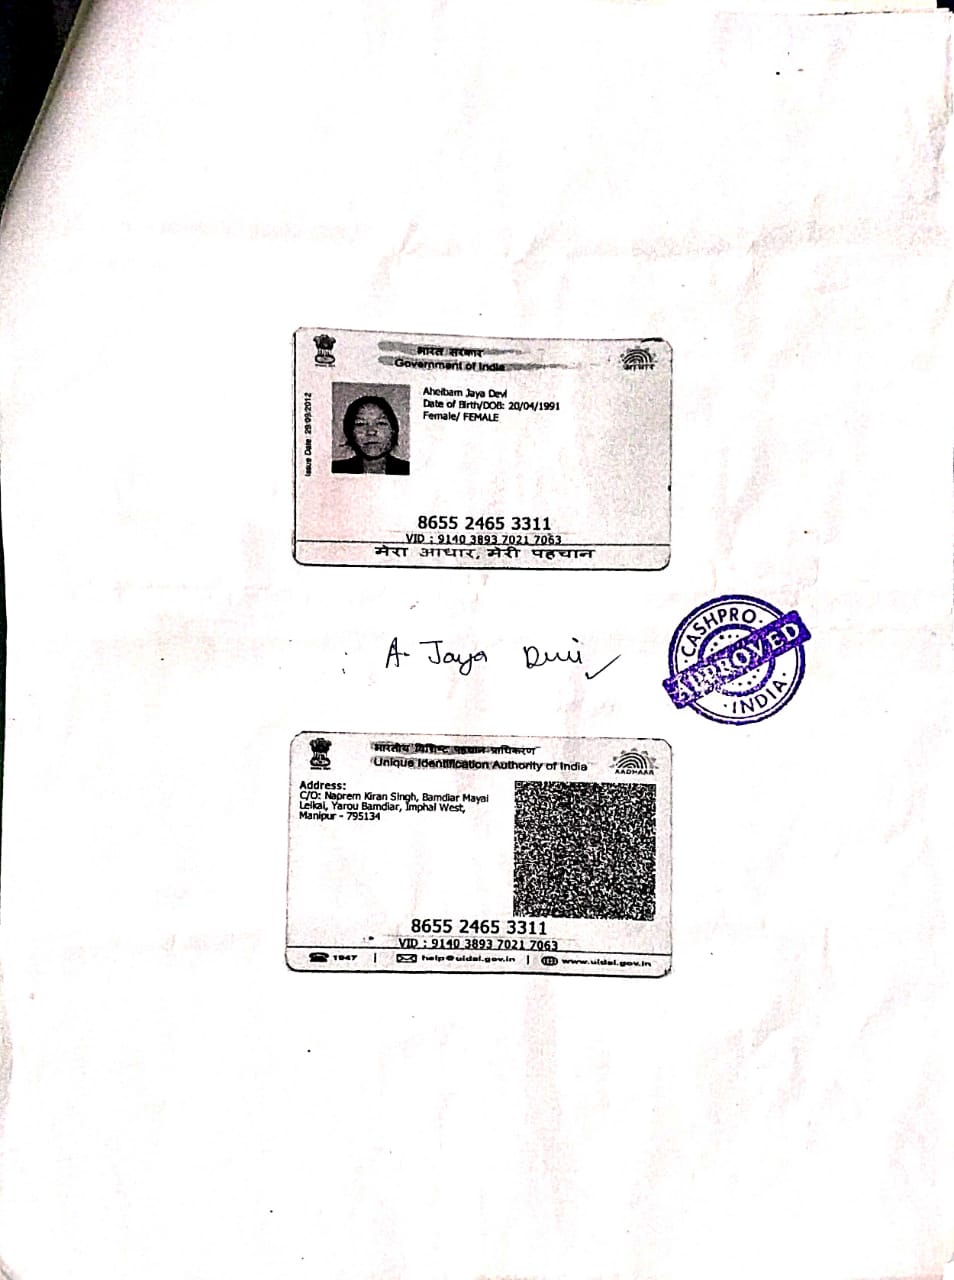 भारत सरकार
Government of India
आधार
Issue Date: 29/09/2012
Aheibam Jaya Devi
Date of Birth/DOB: 20/04/1991
Female/ FEMALE
8655 2465 3311
VID : 9140 3893 7021 7063
मेरा आधार, मेरी पहचान
A. Jaya Devi
CASHPRO
APPROVED
INDIA
भारतीय विशिष्ट पहचान प्राधिकरण
Unique Identification Authority of India
AADHAAR
Address:
C/O: Naprem Kiran Singh, Bamdiar Mayai
Leikai, Yarou Bamdiar, Imphal West,
Manipur - 795134
8655 2465 3311
VID : 9140 3893 7021 7063
1947 | help@uidai.gov.in | www.uidai.gov.in